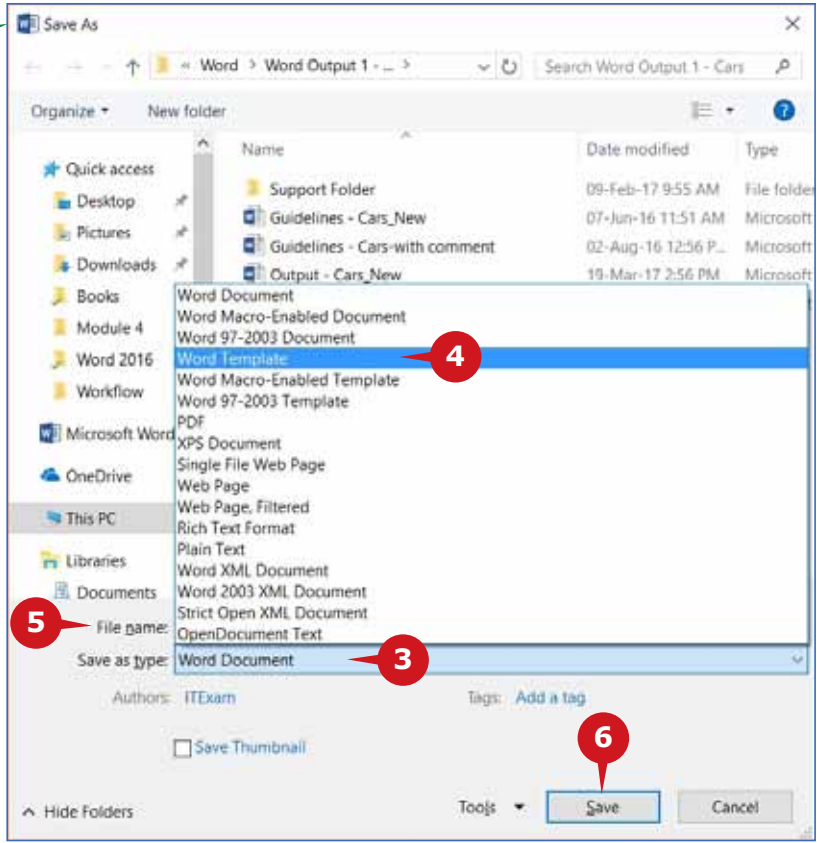 Save As
« Word > Word Output 1 - ... >
Search Word Output 1 - Cars
Organize
New folder
Name
Date modified
Type
Quick access
Desktop
Pictures
Downloads
Books
Module 4
Word 2016
Workflow
Microsoft Word
OneDrive
This PC
Libraries
Documents
Support Folder
09-Feb-17 9:55 AM
File folder
Guidelines - Cars_New
07-Jun-16 11:51 AM
Microsoft
Guidelines - Cars-with comment
02-Aug-16 12:56 P...
Microsoft
Output - Cars_New
19-Mar-17 2:56 PM
Microsoft
Word Document
Word Macro-Enabled Document
Word 97-2003 Document
Word Template
4
Word Macro-Enabled Template
Word 97-2003 Template
PDF
XPS Document
Single File Web Page
Web Page
Web Page, Filtered
Rich Text Format
Plain Text
Word XML Document
Word 2003 XML Document
Strict Open XML Document
OpenDocument Text
5
File name:
Save as type: Word Document
3
Authors: ITExam
Tags: Add a tag
Save Thumbnail
6
Hide Folders
Tools
Save
Cancel